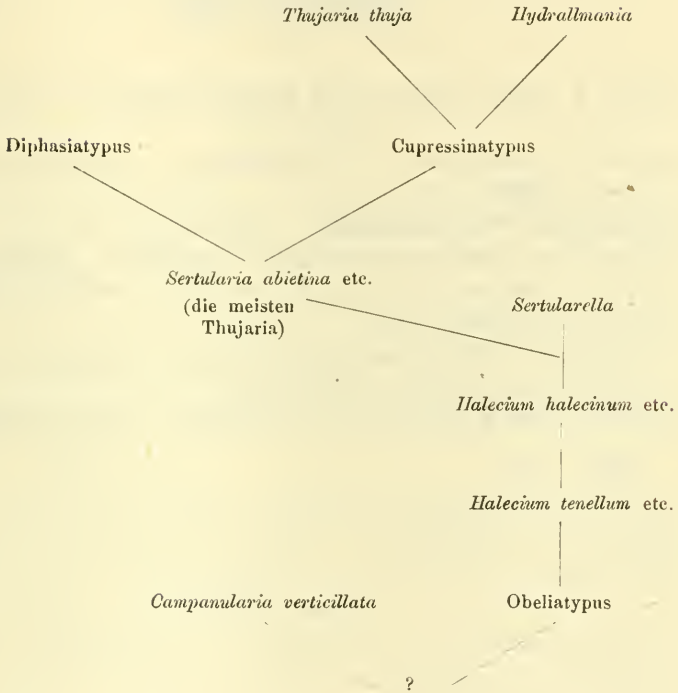 Thujaria thuja
Hydrallmania
Diphasiatypus
Cupressinatypus
Sertularia abietina etc.
(die meisten
Thujaria)
Sertularella
Halecium halecinum etc.
Halecium tenellum etc.
Campanularia verticillata
Obeliatypus
?